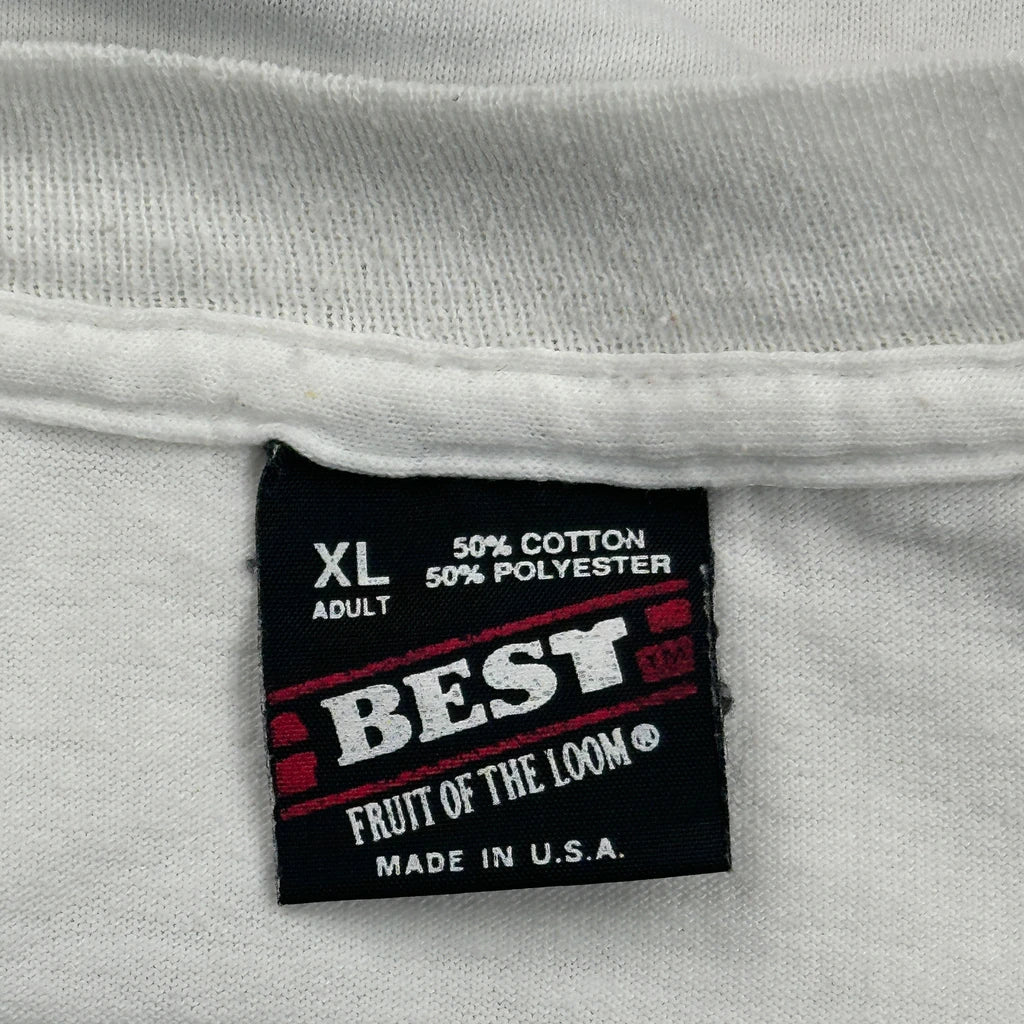 XL
ADULT
50% COTTON
50% POLYESTER
BEST
TM
FRUIT OF THE LOOM®
MADE IN U.S.A.